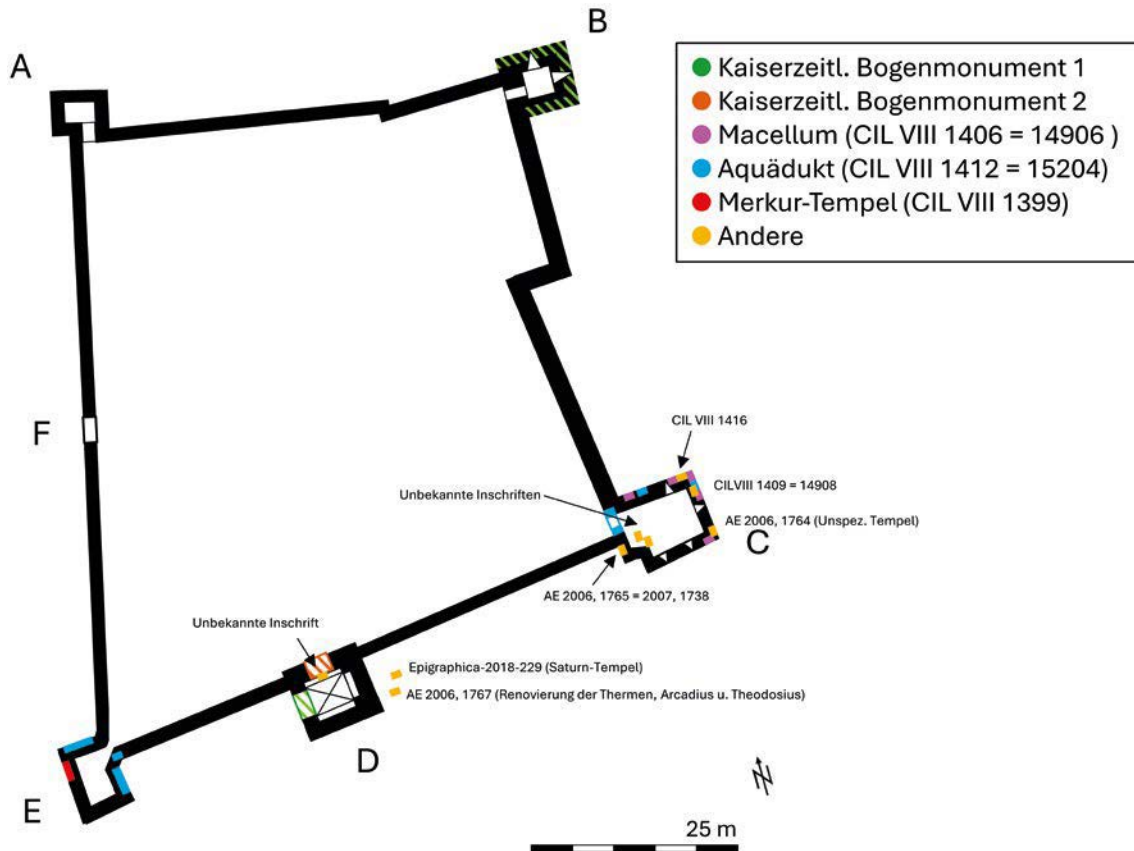 B
A
Kaiserzeitl. Bogenmonument 1
Kaiserzeitl. Bogenmonument 2
Macellum (CIL VIII 1406 = 14906 )
Aquädukt (CIL VIII 1412 = 15204)
Merkur-Tempel (CIL VIII 1399)
Andere
F
CIL VIII 1416
Unbekannte Inschriften
CILVIII 1409 = 14908
AE 2006, 1764 (Unspez. Tempel)
C
AE 2006, 1765 = 2007, 1738
Unbekannte Inschrift
Epigraphica-2018-229 (Saturn-Tempel)
AE 2006, 1767 (Renovierung der Thermen, Arcadius u. Theodosius)
D
E
N
25 m